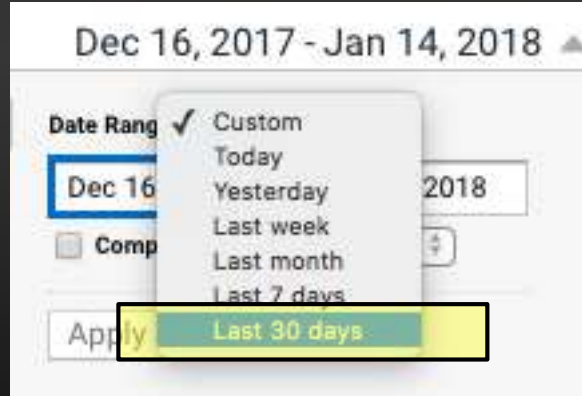 Dec 16, 2017 - Jan 14, 2018
Date Rang
✓ Custom
Today
Dec 16
Yesterday
2018
Last week
Comp
Last month
Last 7 days
Apply
Last 30 days